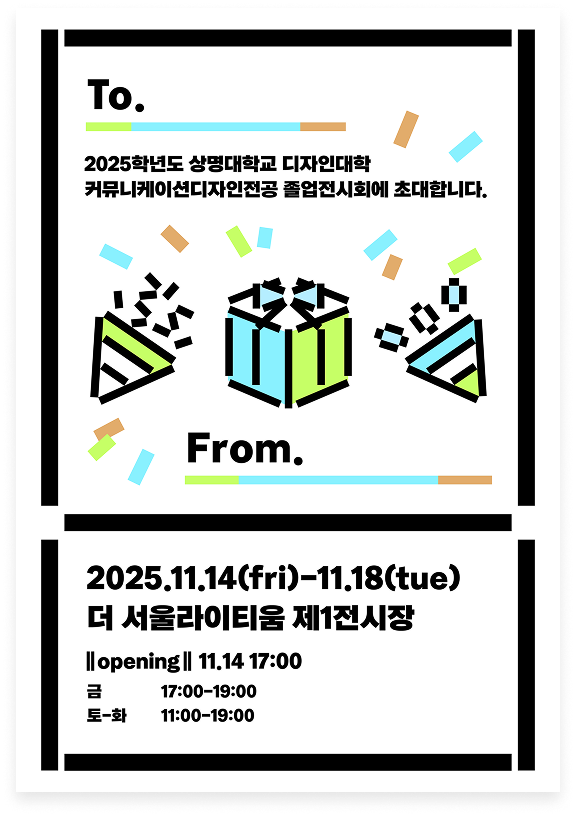 To.
2025학년도 상명대학교 디자인대학
커뮤니케이션디자인전공 졸업전시회에 초대합니다.
From.
2025.11.14(fri)-11.18(tue)
더 서울라이티움 제1전시장
||opening|| 11.14 17:00
금 17:00-19:00
토-화 11:00-19:00